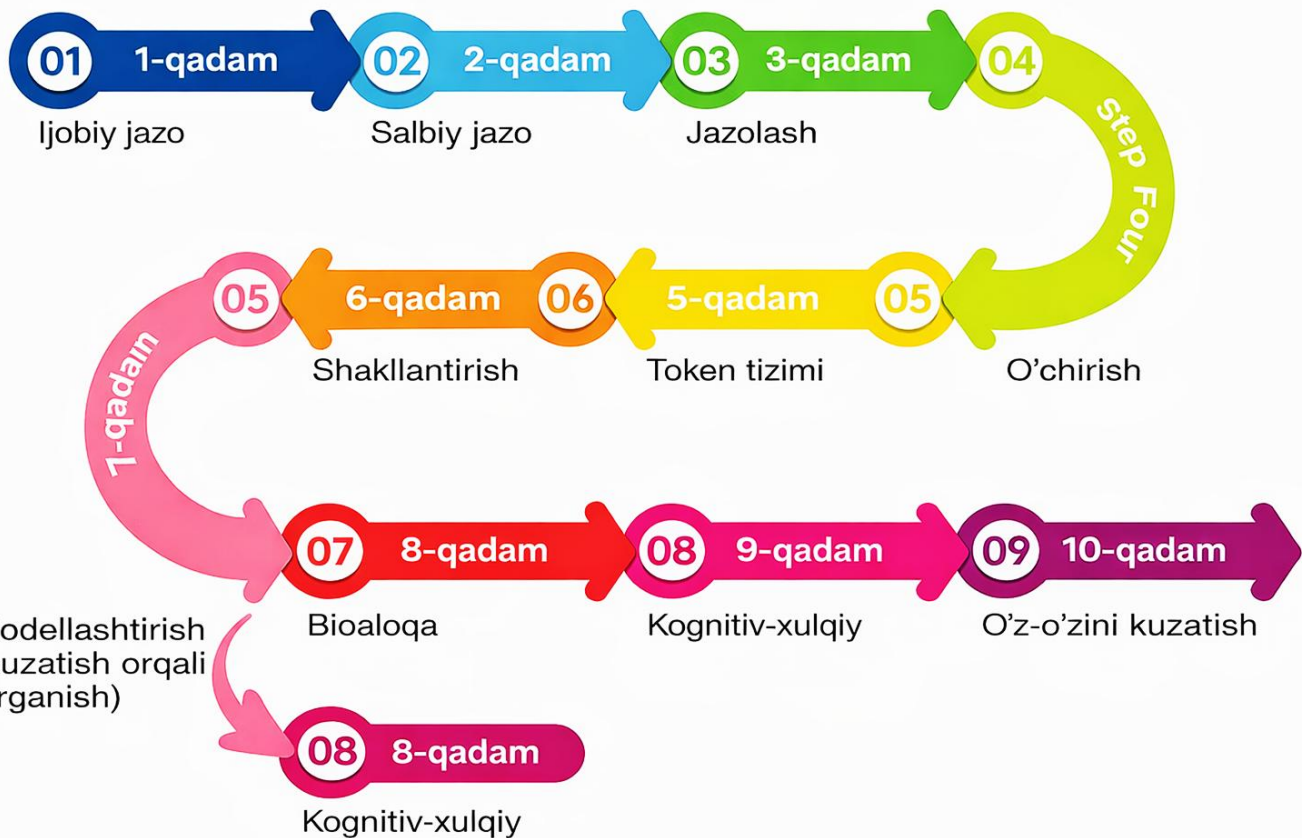 01 1-qadam 02 2-qadam 03 3-qadam 04
Ijobiy jazo
Salbiy jazo
Jazolash
Step Four
05 6-qadam 06 5-qadam 05
Shakllantirish
Token tizimi
O'chirish
7-qadam
07 8-qadam 08 9-qadam 09 10-qadam
odellashtirish
uzatish orqali
rganish)
Bioaloqa
Kognitiv-xulqiy
O'z-o'zini kuzatish
08 8-qadam
Kognitiv-xulqiy